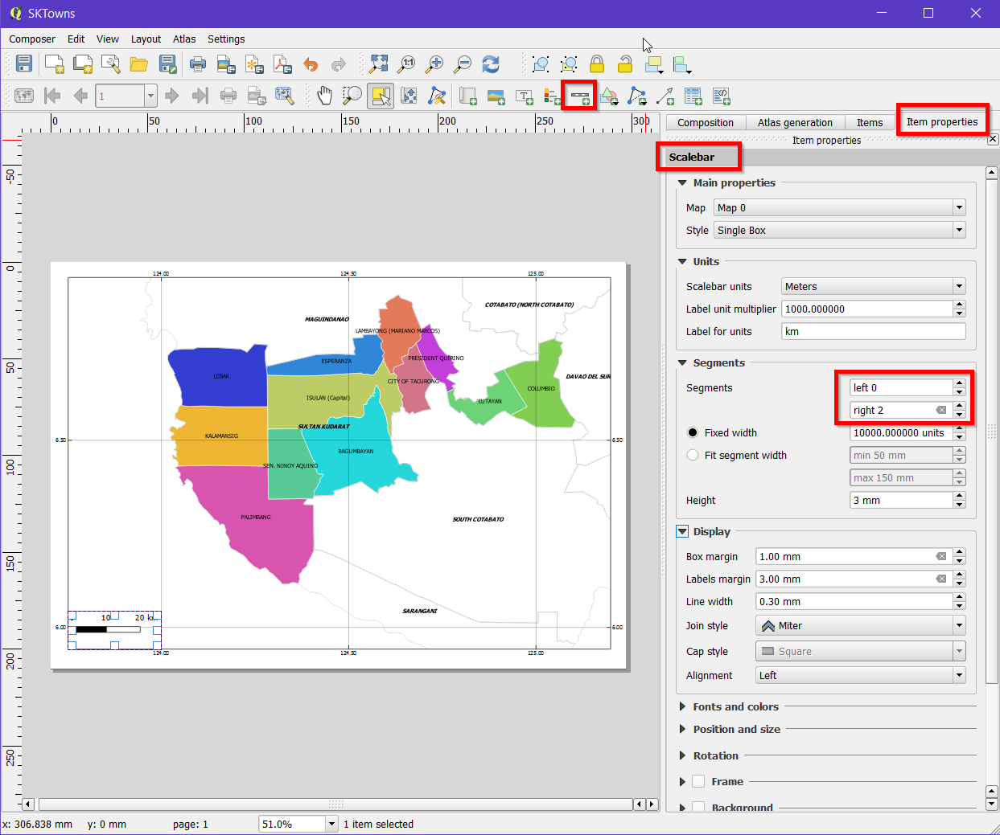 SKTowns
Composer Edit View Layout Atlas Settings
1:1
1
0 50 100 150 200 250 300
Composition Atlas generation Items Item properties
Item properties
Scalebar
Main properties
Map Map 0
Style Single Box
Units
Scalebar units Meters
Label unit multiplier 1000.000000
Label for units km
Segments
Segments left 0
right 2
Fixed width 10000.000000 units
Fit segment width min 50 mm
max 150 mm
Height 3 mm
Display
Box margin 1.00 mm
Labels margin 3.00 mm
Line width 0.30 mm
Join style Miter
Cap style Square
Alignment Left
Fonts and colors
Position and size
Rotation
Frame
Background
-50
0
50
100
150
200
250
124.00 124.50 125.00
COTABATO (NORTH COTABATO)
MAGUINDANAO
LAMBAYONG (MARIANO MARCOS)
ESPERANZA
PRESIDENT QUIRINO
LEBAK
CITY OF TACURONG
DAVAO DEL SUR
COLUMBIO
ISULAN (Capital)
LUTAYAN
SULTAN KUDARAT
KALAMANSIG
6.50 6.50
BAGUMBAYAN
SEN. NINOY AQUINO
PALIMBANG
SOUTH COTABATO
SARANGANI
10 20 km
6.00 6.00
124.00 124.50 125.00
x: 306.838 mm y: 0 mm page: 1 51.0% 1 item selected